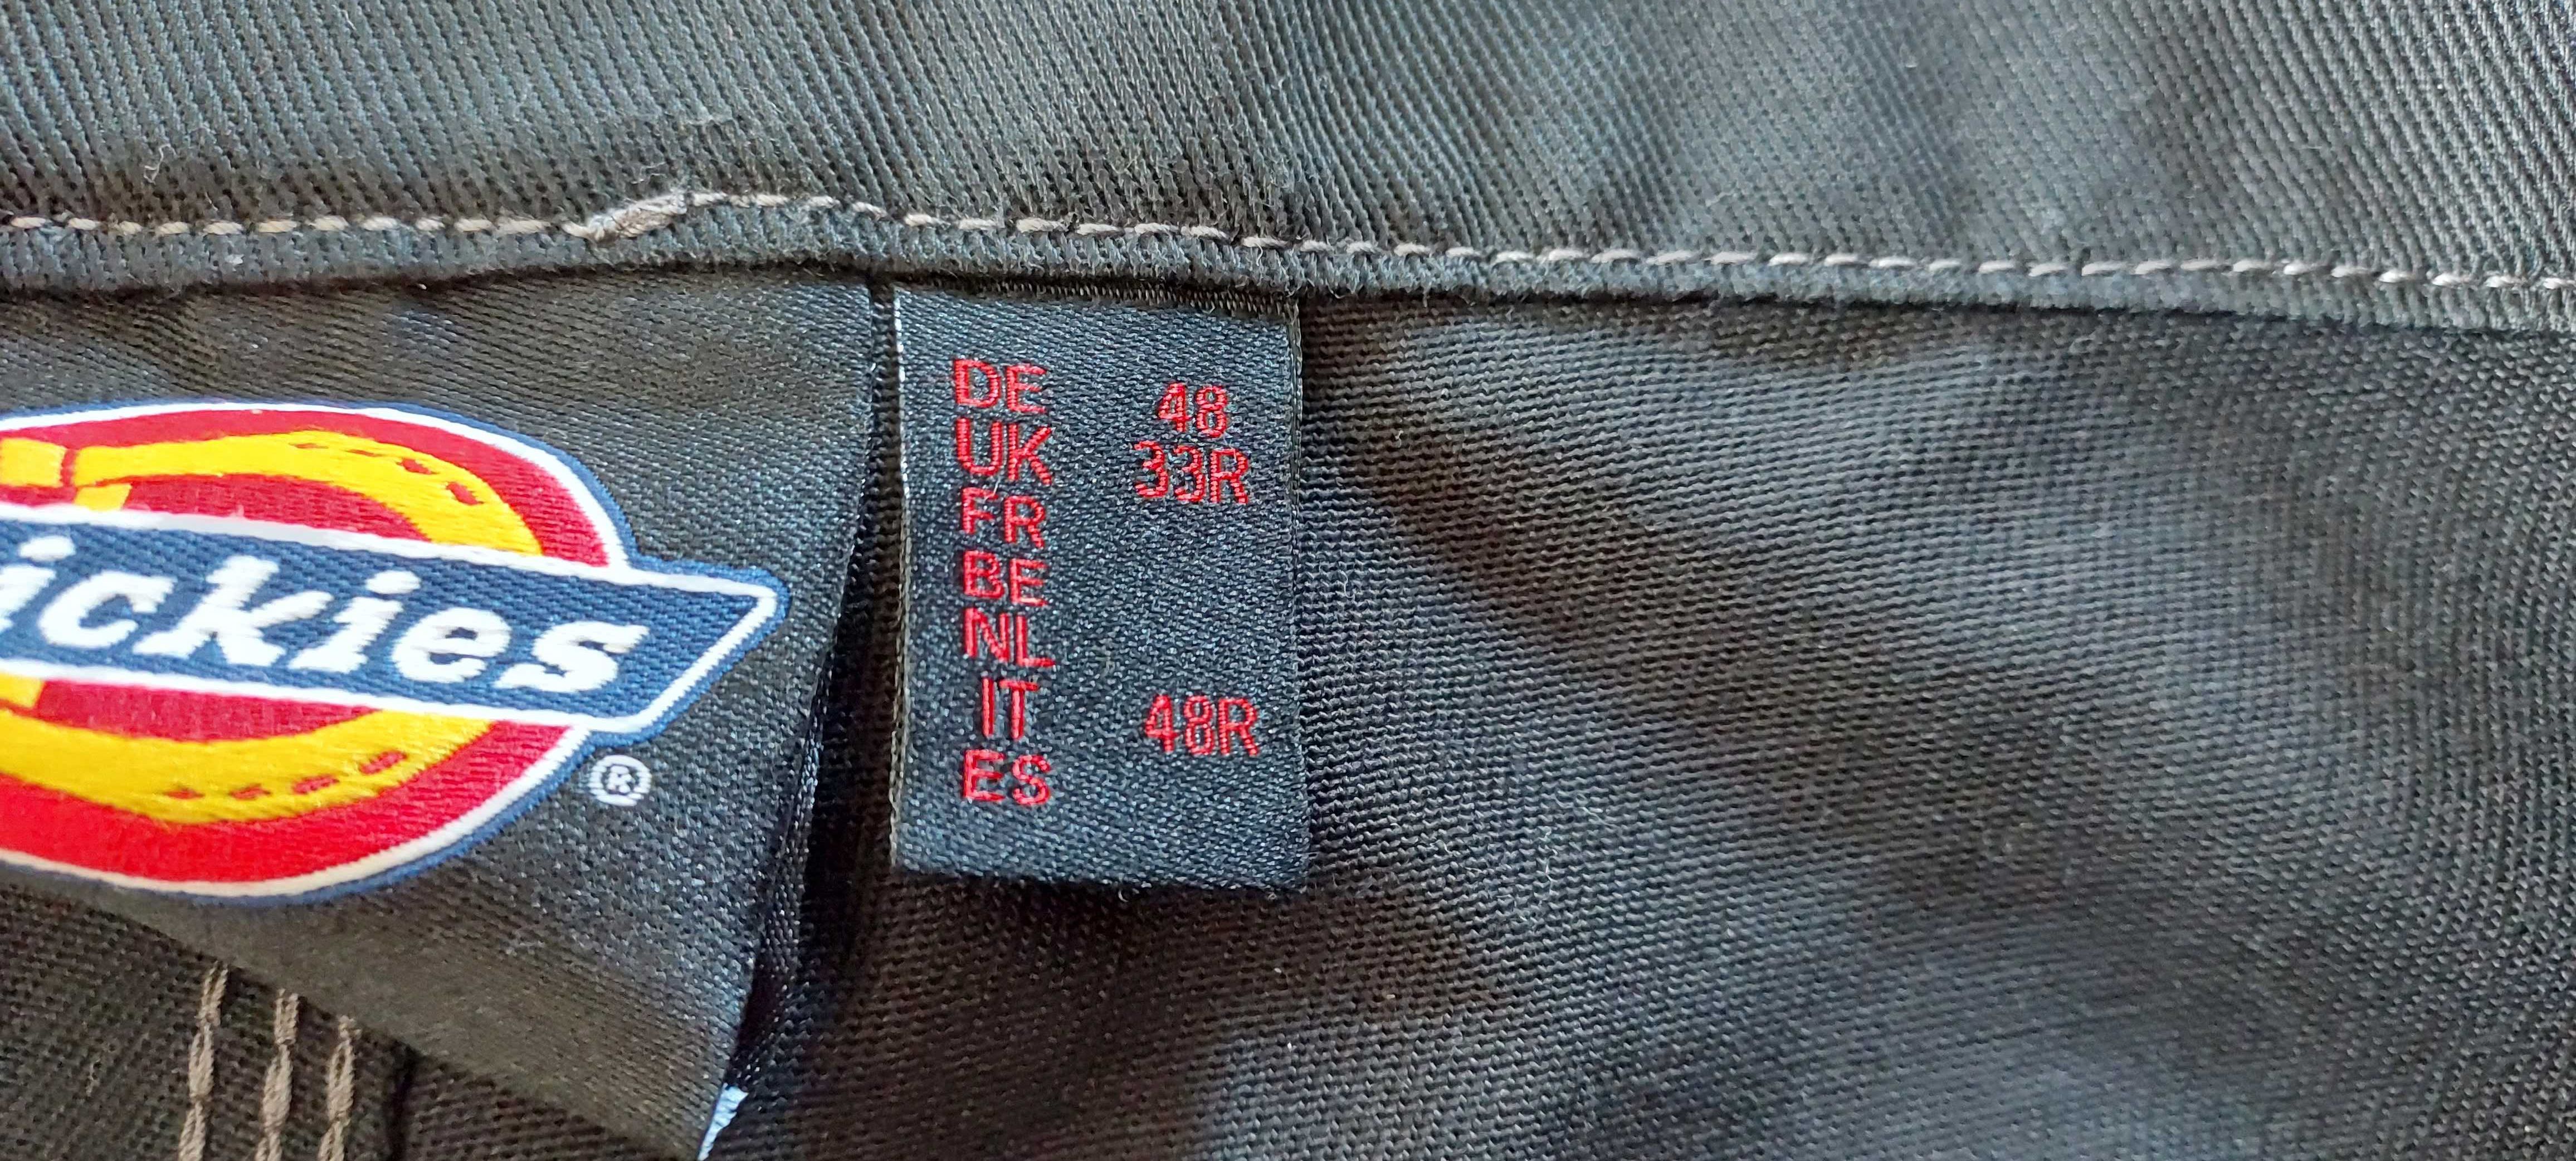 ickies
®
DE 48
UK 33R
FR
BE
NL
IT 48R
ES